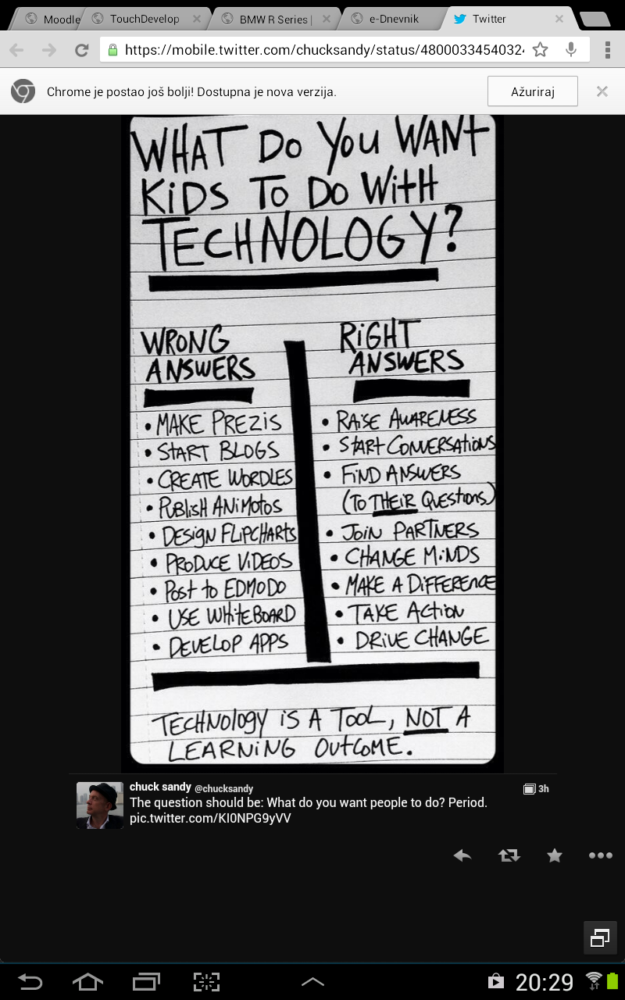 Moodle
TouchDevelop
BMW R Series |
e-Dnevnik
Twitter
https://mobile.twitter.com/chucksandy/status/4800033454032
Chrome je postao još bolji! Dostupna je nova verzija.
Ažuriraj
WHAT DO YOU WANT
KiDS TO DO WITH
TECHNOLOGY?
WRONG
ANSWERS
• MAKE PREZiS
• START BLOGS
• CREATE WORDLES
• PUBLISH ANiMOTOS
• DESiGN FLiPCHARTS
• PRODUCE ViDEOS
• POST TO EDMODO
• USE WHiTEBOARD
• DEVELOP APPS
RiGHT
ANSWERS
• RAiSE AWARENESS
• START CONVERSATiONS
• FiND ANSWERS
(TO THEiR QUESTiONS)
• JOiN PARTNERS
• CHANGE MiNDS
• MAKE A DiFFERENCE
• TAKE ACTiON
• DRiVE CHANGE
TECHNOLOGY iS A TOOL, NOT A
LEARNiNG OUTCOME.
chuck sandy @chucksandy
3h
The question should be: What do you want people to do? Period.
pic.twitter.com/KI0NPG9yVV
20:29